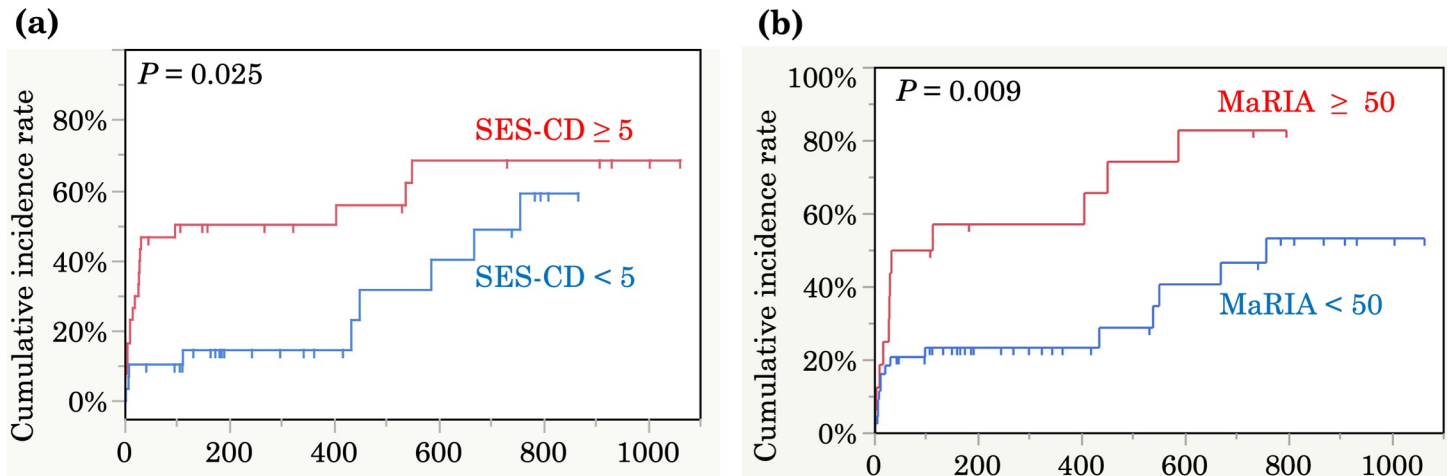 (a)
P = 0.025
SES-CD ≥ 5
SES-CD < 5
Cumulative incidence rate
80%
60%
40%
20%
0%
0 200 400 600 800 1000
(b)
P = 0.009
MaRIA ≥ 50
MaRIA < 50
Cumulative incidence rate
100%
80%
60%
40%
20%
0%
0 200 400 600 800 1000